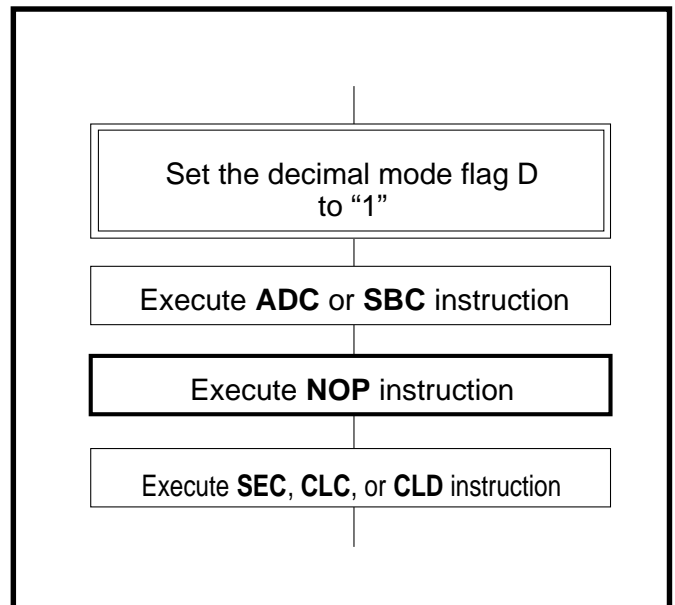 Set the decimal mode flag D
to “1”
Execute ADC or SBC instruction
Execute NOP instruction
Execute SEC, CLC, or CLD instruction